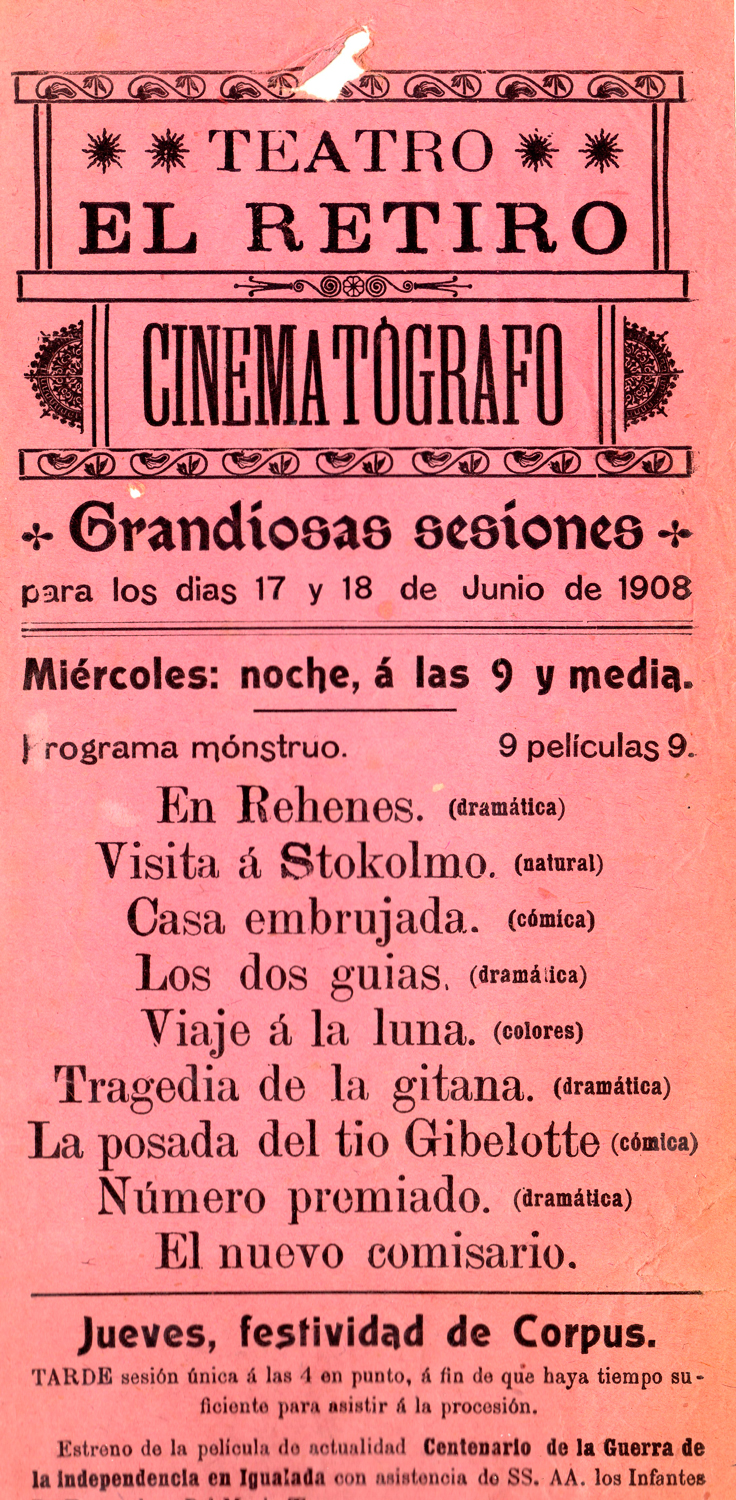 TEATRO
EL RETIRO
CINEMATÓGRAFO
Grandiosas sesiones
para los dias 17 y 18 de Junio de 1908
Miércoles: noche, á las 9 y media.
Programa mónstruo. 9 películas 9.
En Rehenes. (dramática)
Visita á Stokolmo. (natural)
Casa embrujada. (cómica)
Los dos guias. (dramática)
Viaje á la luna. (colores)
Tragedia de la gitana. (dramática)
La posada del tio Gibelotte (cómica)
Número premiado. (dramática)
El nuevo comisario.
Jueves, festividad de Corpus.
TARDE sesión única á las 4 en punto, á fin de que haya tiempo su-
ficiente para asistir á la procesión.
Estreno de la película de actualidad Centenario de la Guerra de
la Independencia en Igualada con asistencia de SS. AA. los Infantes